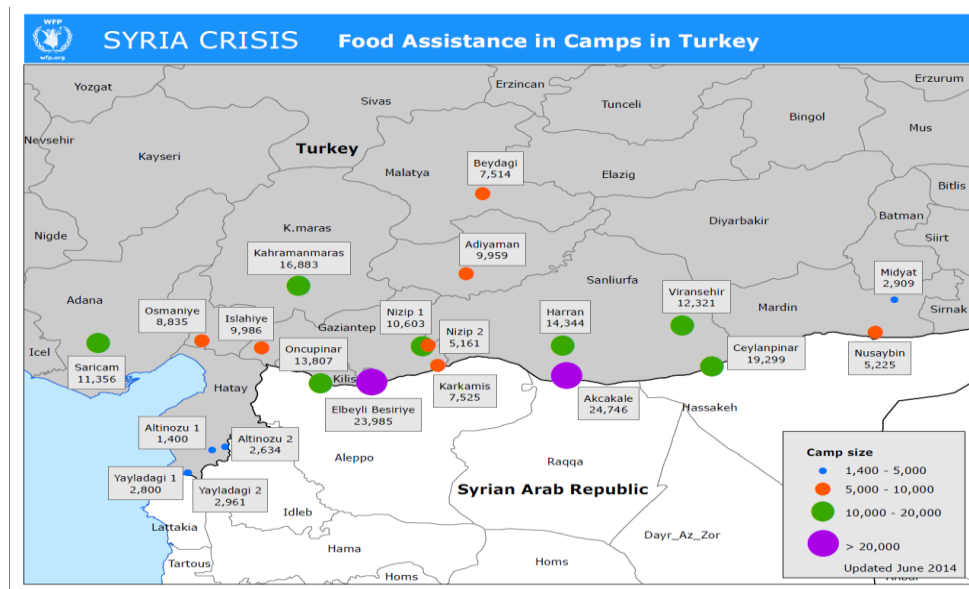 WFP
wfp.org
SYRIA CRISIS
Food Assistance in Camps in Turkey
Yozgat
Sivas
Erzincan
Tunceli
Erzurum
Bingol
Mus
Nevsehir
Kayseri
Turkey
Malatya
Beydagi
7,514
Elazig
Bitlis
Diyarbakir
Batman
Siirt
Nigde
K.maras
Kahramanmaras
16,883
Adiyaman
9,959
Sanliurfa
Viransehir
12,321
Mardin
Midyat
2,909
Sirnak
Adana
Osmaniye
8,835
Islahiye
9,986
Gaziantep
Nizip 1
10,603
Nizip 2
5,161
Harran
14,344
Icel
Saricam
11,356
Oncupinar
13,807
Kilis
Ceylanpinar
19,299
Nusaybin
5,225
Hatay
Elbeyli Besiriye
23,985
Karkamis
7,525
Akcakale
24,746
Hassakeh
Altinozu 1
1,400
Altinozu 2
2,634
Aleppo
Raqqa
Yayladagi 1
2,800
Yayladagi 2
2,961
Syrian Arab Republic
Idleb
Lattakia
Hama
Dayr_Az_Zor
Tartous
Homs
Homs
Camp size
1,400 - 5,000
5,000 - 10,000
10,000 - 20,000
> 20,000
Updated June 2014